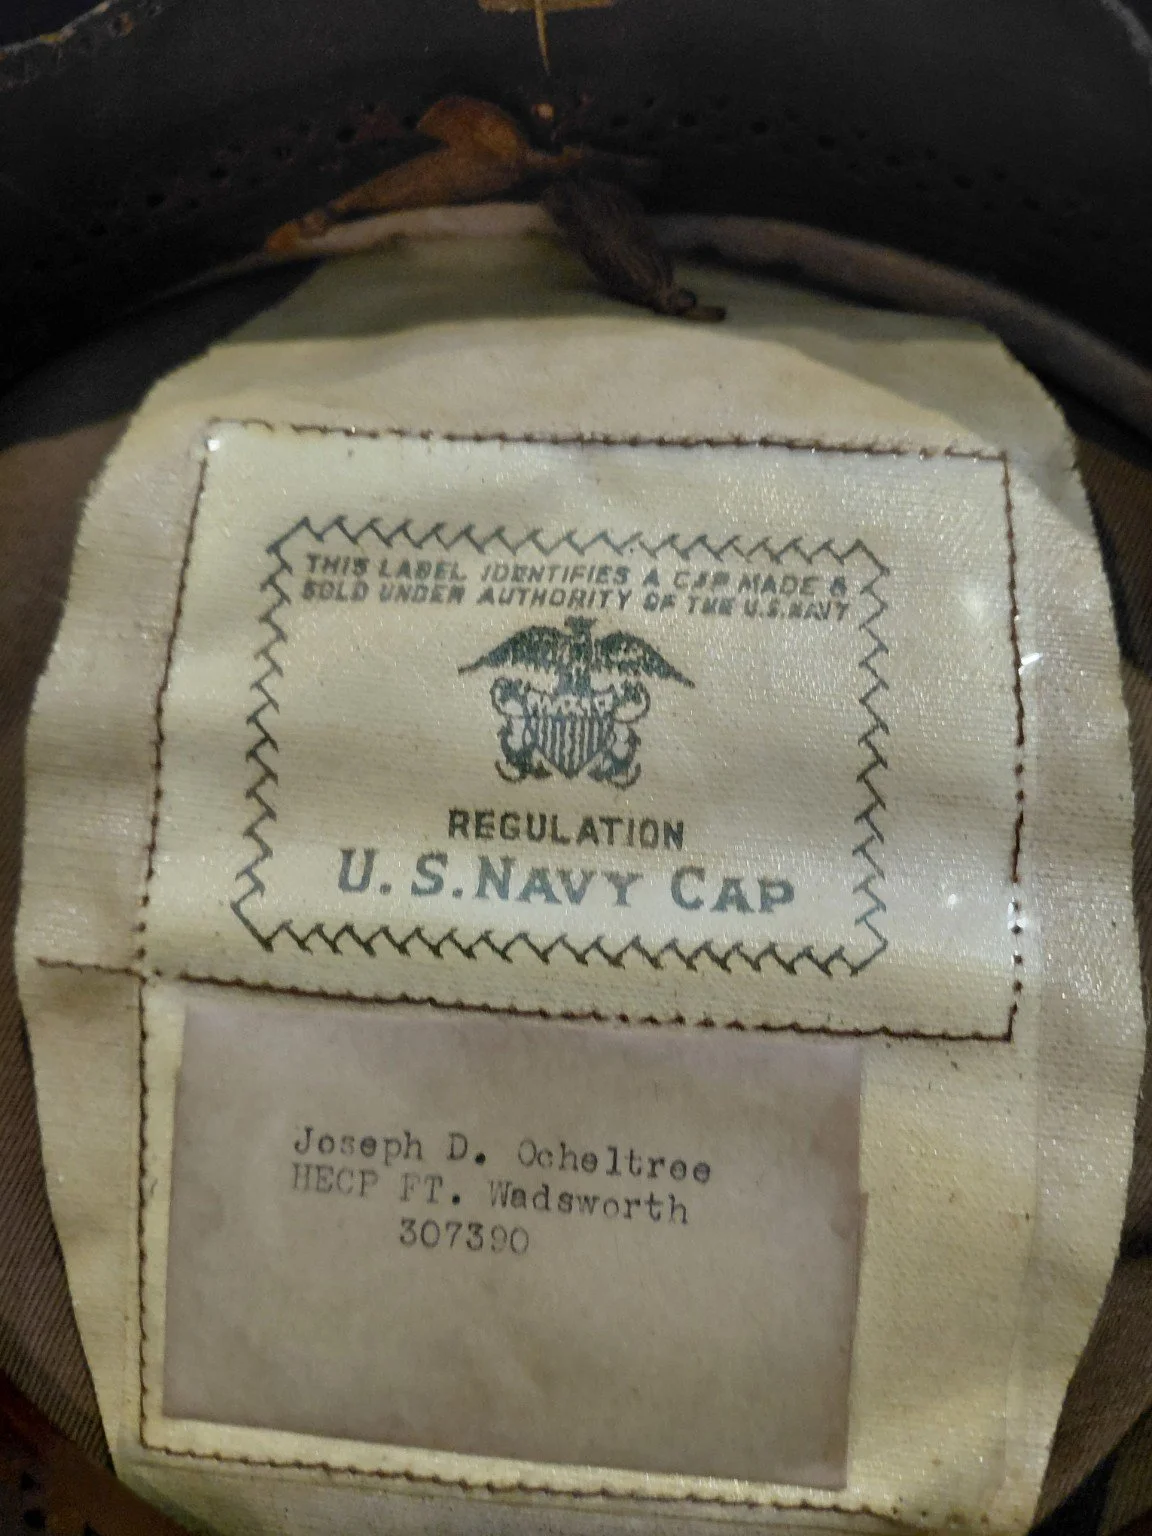 THIS LABEL IDENTIFIES A CAP MADE &
SOLD UNDER AUTHORITY OF THE U.S.NAVY
REGULATION
U.S.NAVY CAP
Joseph D. Ocheltree
HECP FT. Wadsworth
307390